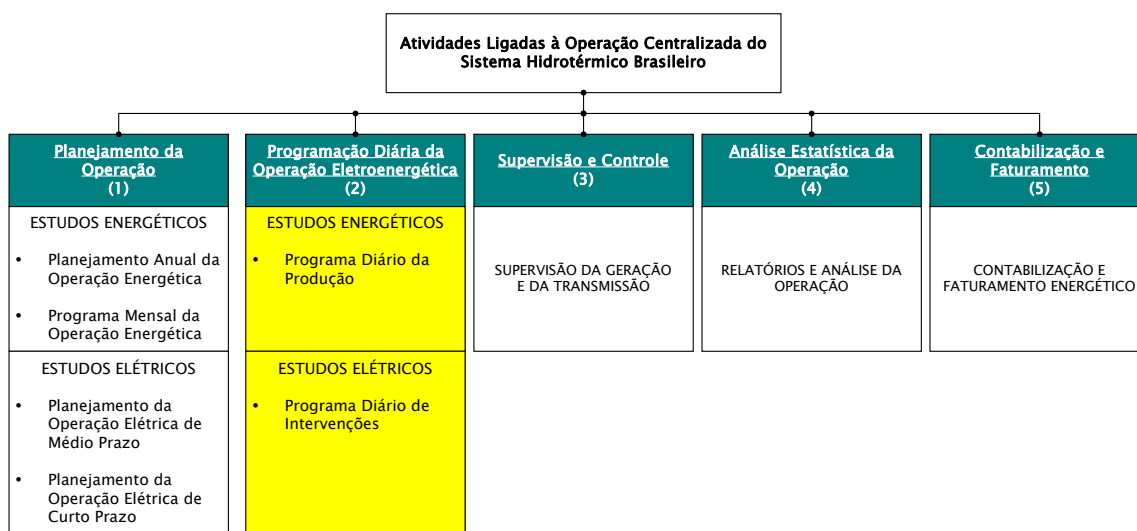 Atividades Ligadas à Operação Centralizada do
Sistema Hidrotérmico Brasileiro
Planejamento da
Operação
(1)
ESTUDOS ENERGÉTICOS
• Planejamento Anual da
Operação Energética
• Programa Mensal da
Operação Energética
ESTUDOS ELÉTRICOS
• Planejamento da
Operação Elétrica de
Médio Prazo
• Planejamento da
Operação Elétrica de
Curto Prazo
Programação Diária da
Operação Eletroenergética
(2)
ESTUDOS ENERGÉTICOS
• Programa Diário da
Produção
ESTUDOS ELÉTRICOS
• Programa Diário de
Intervenções
Supervisão e Controle
(3)
SUPERVISÃO DA GERAÇÃO
E DA TRANSMISSÃO
Análise Estatística da
Operação
(4)
RELATÓRIOS E ANÁLISE DA
OPERAÇÃO
Contabilização e
Faturamento
(5)
CONTABILIZAÇÃO E
FATURAMENTO ENERGÉTICO